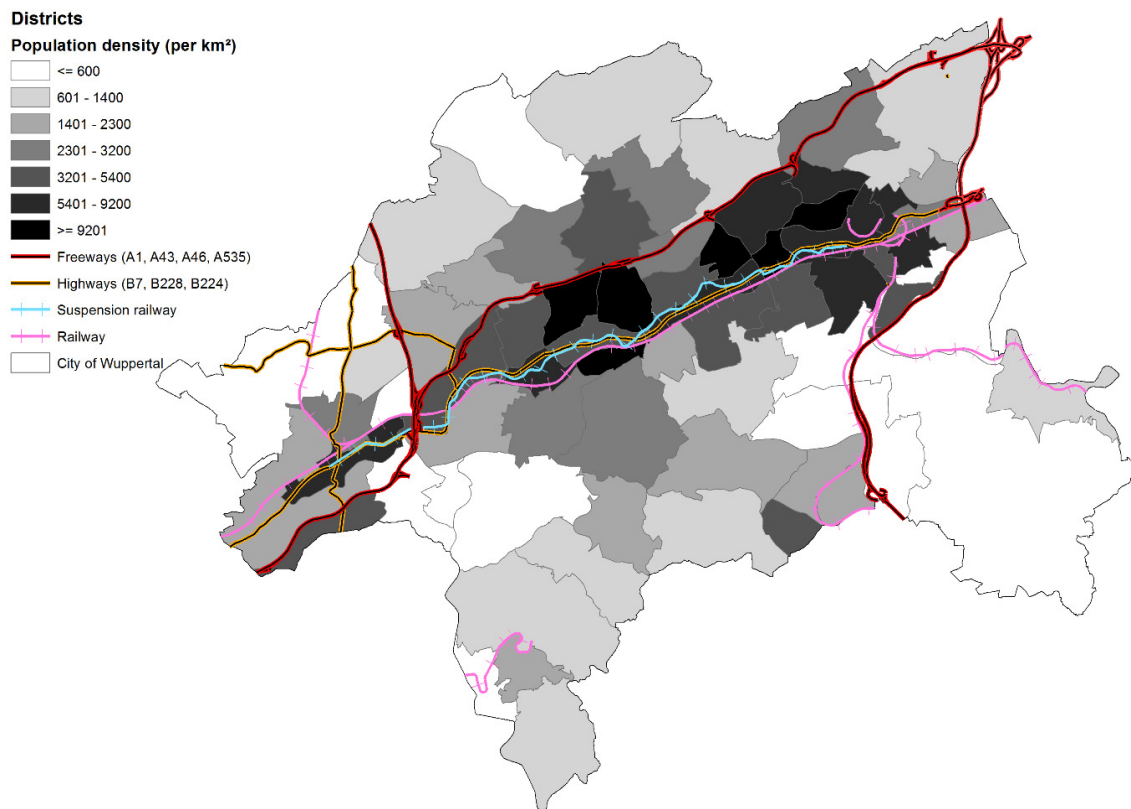 Districts
Population density (per km²)
<= 600
601 - 1400
1401 - 2300
2301 - 3200
3201 - 5400
5401 - 9200
>= 9201
Freeways (A1, A43, A46, A535)
Highways (B7, B228, B224)
Suspension railway
Railway
City of Wuppertal